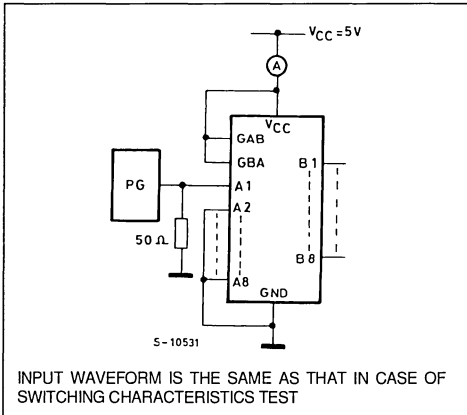 VCC=5V
A
VCC
GAB
GBA
B1
PG
A1
A2
50Ω
A8
B8
GND
S-10531
INPUT WAVEFORM IS THE SAME AS THAT IN CASE OF
SWITCHING CHARACTERISTICS TEST